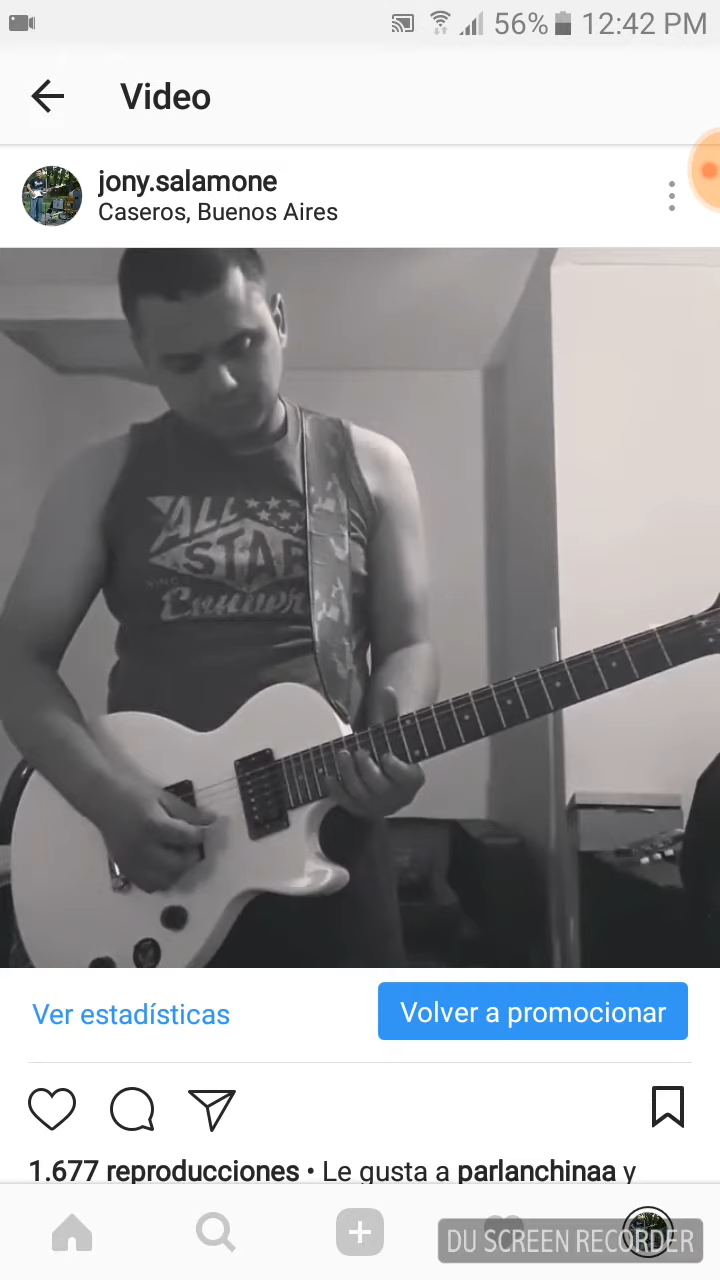 56% 12:42 PM
Video
jony.salamone
Caseros, Buenos Aires
ALL
STAR
Converse
Ver estadísticas
Volver a promocionar
1.677 reproducciones • Le gusta a parlanchinaa y
DU SCREEN RECORDER